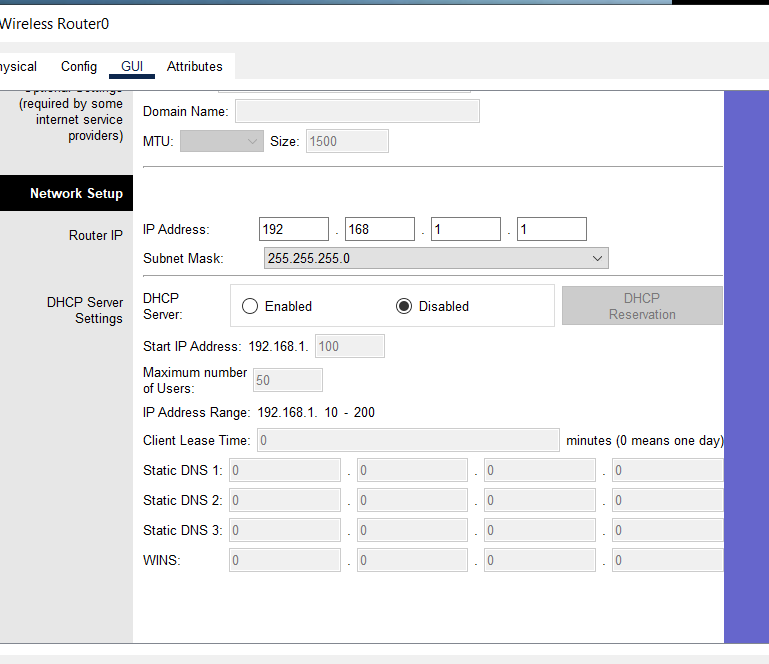 Wireless Router0
hysical Config GUI Attributes
Optional Settings
(required by some
internet service
providers)
Domain Name:
MTU: Size: 1500
Network Setup
Router IP
IP Address: 192 . 168 . 1 . 1
Subnet Mask: 255.255.255.0
DHCP Server
Settings
DHCP
Server:
Enabled Disabled
DHCP
Reservation
Start IP Address: 192.168.1. 100
Maximum number
of Users: 50
IP Address Range: 192.168.1. 10 - 200
Client Lease Time: 0 minutes (0 means one day)
Static DNS 1: 0 . 0 . 0 . 0
Static DNS 2: 0 . 0 . 0 . 0
Static DNS 3: 0 . 0 . 0 . 0
WINS: 0 . 0 . 0 . 0